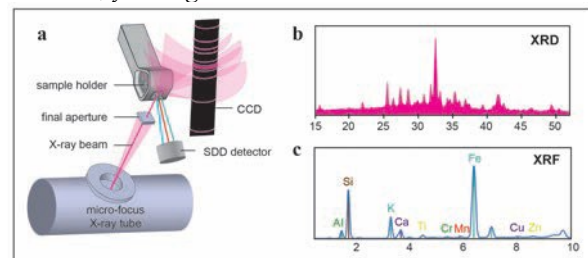 a
sample holder
final aperture
X-ray beam
CCD
SDD detector
micro-focus
X-ray tube
b
XRD
15 20 25 30 35 40 45 50
c
XRF
Fe
Si
K
Ca
Al
Ti
Cr
Mn
Cu
Zn
2 4 6 8 10